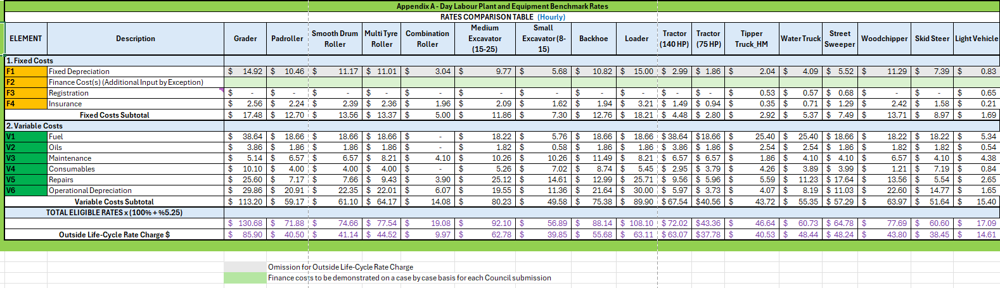 Appendix A - Day Labour Plant and Equipment Benchmark Rates
RATES COMPARISON TABLE (Hourly)
ELEMENT Description Grader Padroller Smooth Drum Roller Multi Tyre Roller Combination Roller Medium Excavator (15-25) Small Excavator (8-15) Backhoe Loader Tractor (140 HP) Tractor (75 HP) Tipper Truck_HM Water Truck Street Sweeper Woodchipper Skid Steer Light Vehicle
1. Fixed Costs
F1 Fixed Depreciation $ 14.92 $ 10.46 $ 11.17 $ 11.01 $ 3.04 $ 9.77 $ 5.68 $ 10.82 $ 15.00 $ 2.99 $ 1.86 $ 2.04 $ 4.09 $ 5.52 $ 11.29 $ 7.39 $ 0.83
F2 Finance Cost(s) (Additional Input by Exception)
F3 Registration $ - $ - $ - $ - $ - $ - $ - $ - $ - $ - $ - $ 0.53 $ 0.57 $ 0.68 $ - $ - $ 0.65
F4 Insurance $ 2.56 $ 2.24 $ 2.39 $ 2.36 $ 1.96 $ 2.09 $ 1.62 $ 1.94 $ 3.21 $ 1.49 $ 0.94 $ 0.35 $ 0.71 $ 1.29 $ 2.42 $ 1.58 $ 0.21
Fixed Costs Subtotal $ 17.48 $ 12.70 $ 13.56 $ 13.37 $ 5.00 $ 11.86 $ 7.30 $ 12.76 $ 18.21 $ 4.48 $ 2.80 $ 2.92 $ 5.37 $ 7.49 $ 13.71 $ 8.97 $ 1.69
2. Variable Costs
V1 Fuel $ 38.64 $ 18.66 $ 18.66 $ 18.66 $ - $ 18.22 $ 5.76 $ 18.66 $ 18.66 $ 38.64 $ 18.66 $ 25.40 $ 25.40 $ 18.66 $ 18.22 $ 18.22 $ 5.34
V2 Oils $ 3.86 $ 1.86 $ 1.86 $ 1.86 $ - $ 1.82 $ 0.58 $ 1.86 $ 1.86 $ 3.86 $ 1.86 $ 2.54 $ 2.54 $ 1.86 $ 1.82 $ 1.82 $ 0.54
V3 Maintenance $ 5.14 $ 6.57 $ 6.57 $ 8.21 $ 4.10 $ 10.26 $ 10.26 $ 11.49 $ 8.21 $ 6.57 $ 6.57 $ 1.86 $ 4.10 $ 4.10 $ 6.57 $ 4.10 $ 4.38
V4 Consumables $ 10.10 $ 4.00 $ 4.00 $ 4.00 $ - $ 5.26 $ 7.02 $ 8.74 $ 5.45 $ 2.95 $ 3.79 $ 4.26 $ 3.89 $ 3.99 $ 1.21 $ 7.19 $ 0.84
V5 Repairs $ 25.60 $ 7.17 $ 7.66 $ 9.43 $ 3.90 $ 25.12 $ 14.61 $ 12.99 $ 25.71 $ 9.56 $ 5.96 $ 5.59 $ 11.23 $ 17.64 $ 13.56 $ 5.54 $ 2.65
V6 Operational Depreciation $ 29.86 $ 20.91 $ 22.35 $ 22.01 $ 6.07 $ 19.55 $ 11.36 $ 21.64 $ 30.00 $ 5.97 $ 3.73 $ 4.07 $ 8.19 $ 11.03 $ 22.60 $ 14.77 $ 1.65
Variable Costs Subtotal $ 113.20 $ 59.17 $ 61.10 $ 64.17 $ 14.08 $ 80.23 $ 49.58 $ 75.38 $ 89.90 $ 67.54 $ 40.56 $ 43.72 $ 55.35 $ 57.29 $ 63.97 $ 51.64 $ 15.40
TOTAL ELIGIBLE RATES x (100% + %5.25)
$ 130.68 $ 71.88 $ 74.66 $ 77.54 $ 19.08 $ 92.10 $ 56.89 $ 88.14 $ 108.10 $ 72.02 $ 43.36 $ 46.64 $ 60.73 $ 64.78 $ 77.69 $ 60.60 $ 17.09
Outside Life-Cycle Rate Charge $ $ 85.90 $ 40.50 $ 41.14 $ 44.52 $ 9.97 $ 62.78 $ 39.85 $ 55.68 $ 63.11 $ 63.07 $ 37.78 $ 40.53 $ 48.44 $ 48.24 $ 43.80 $ 38.45 $ 14.61
Omission for Outside Life-Cycle Rate Charge
Finance costs to be demonstrated on a case by case basis for each Council submission